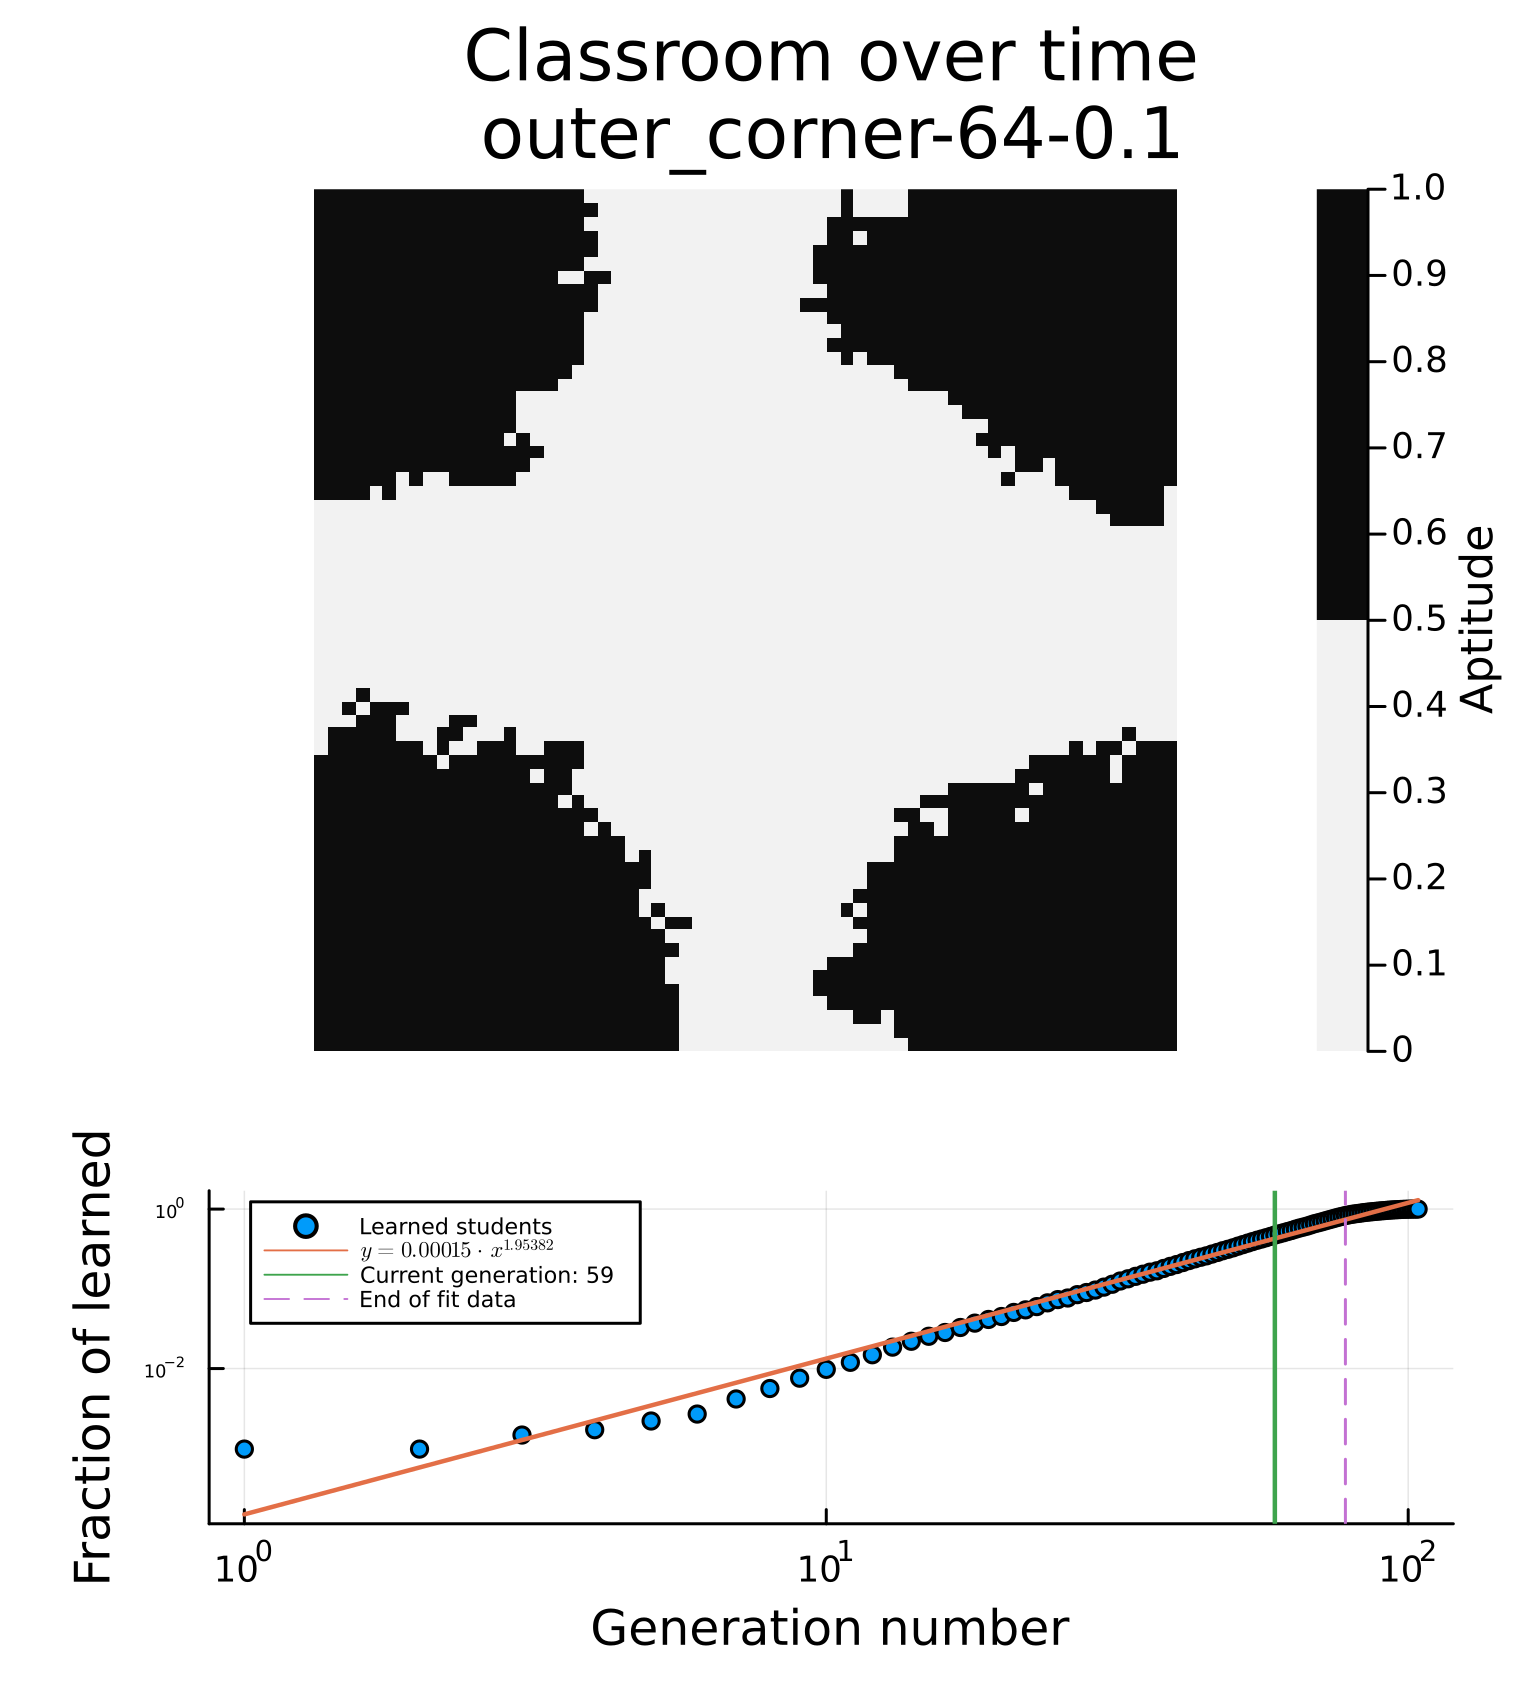 Classroom over time
outer_corner-64-0.1
1.0
0.9
0.8
0.7
0.6
0.5
0.4
0.3
0.2
0.1
0
Aptitude
Fraction of learned
10⁰
10⁻²
Learned students
y = 0.00015 · x^1.95382
Current generation: 59
End of fit data
10⁰
10¹
10²
Generation number